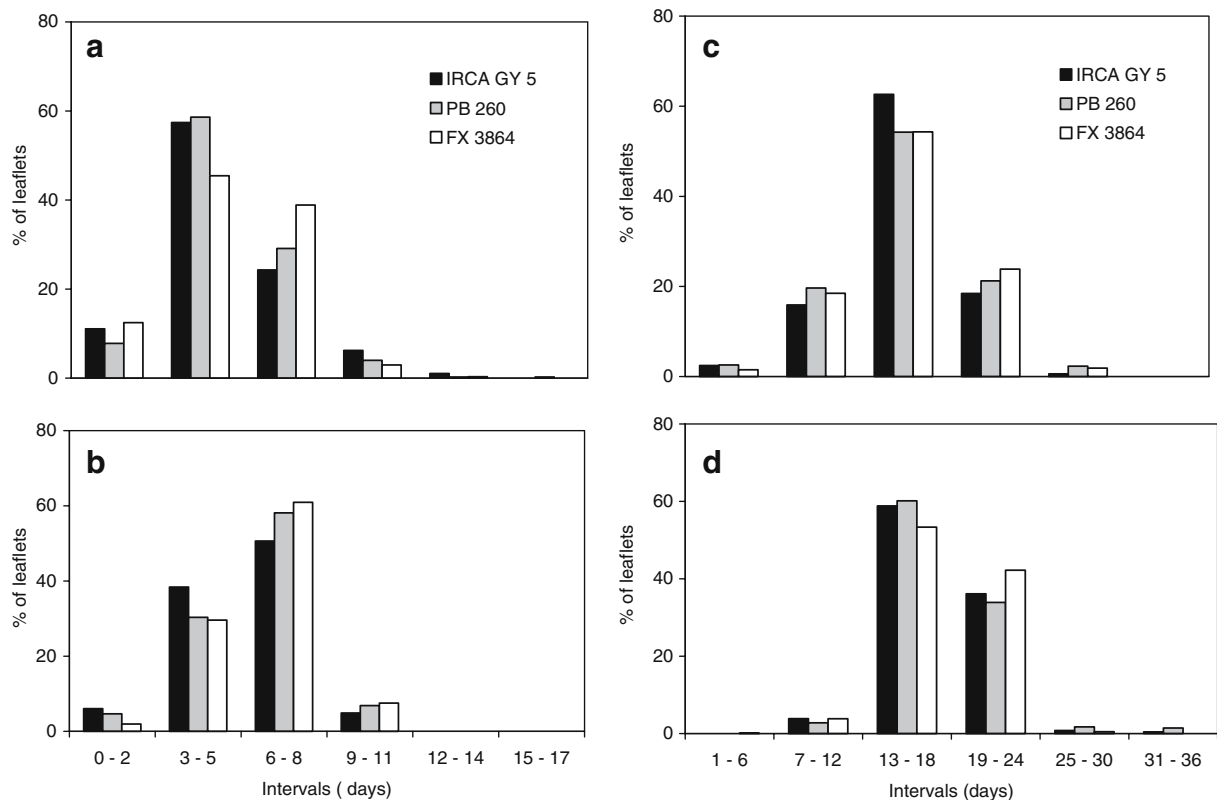 a
80
60
40
20
0
% of leaflets
IRCA GY 5
PB 260
FX 3864
c
80
60
40
20
0
% of leaflets
IRCA GY 5
PB 260
FX 3864
b
80
60
40
20
0
% of leaflets
0 - 2 3 - 5 6 - 8 9 - 11 12 - 14 15 - 17
Intervals ( days)
d
80
60
40
20
0
% of leaflets
1 - 6 7 - 12 13 - 18 19 - 24 25 - 30 31 - 36
Intervals (days)